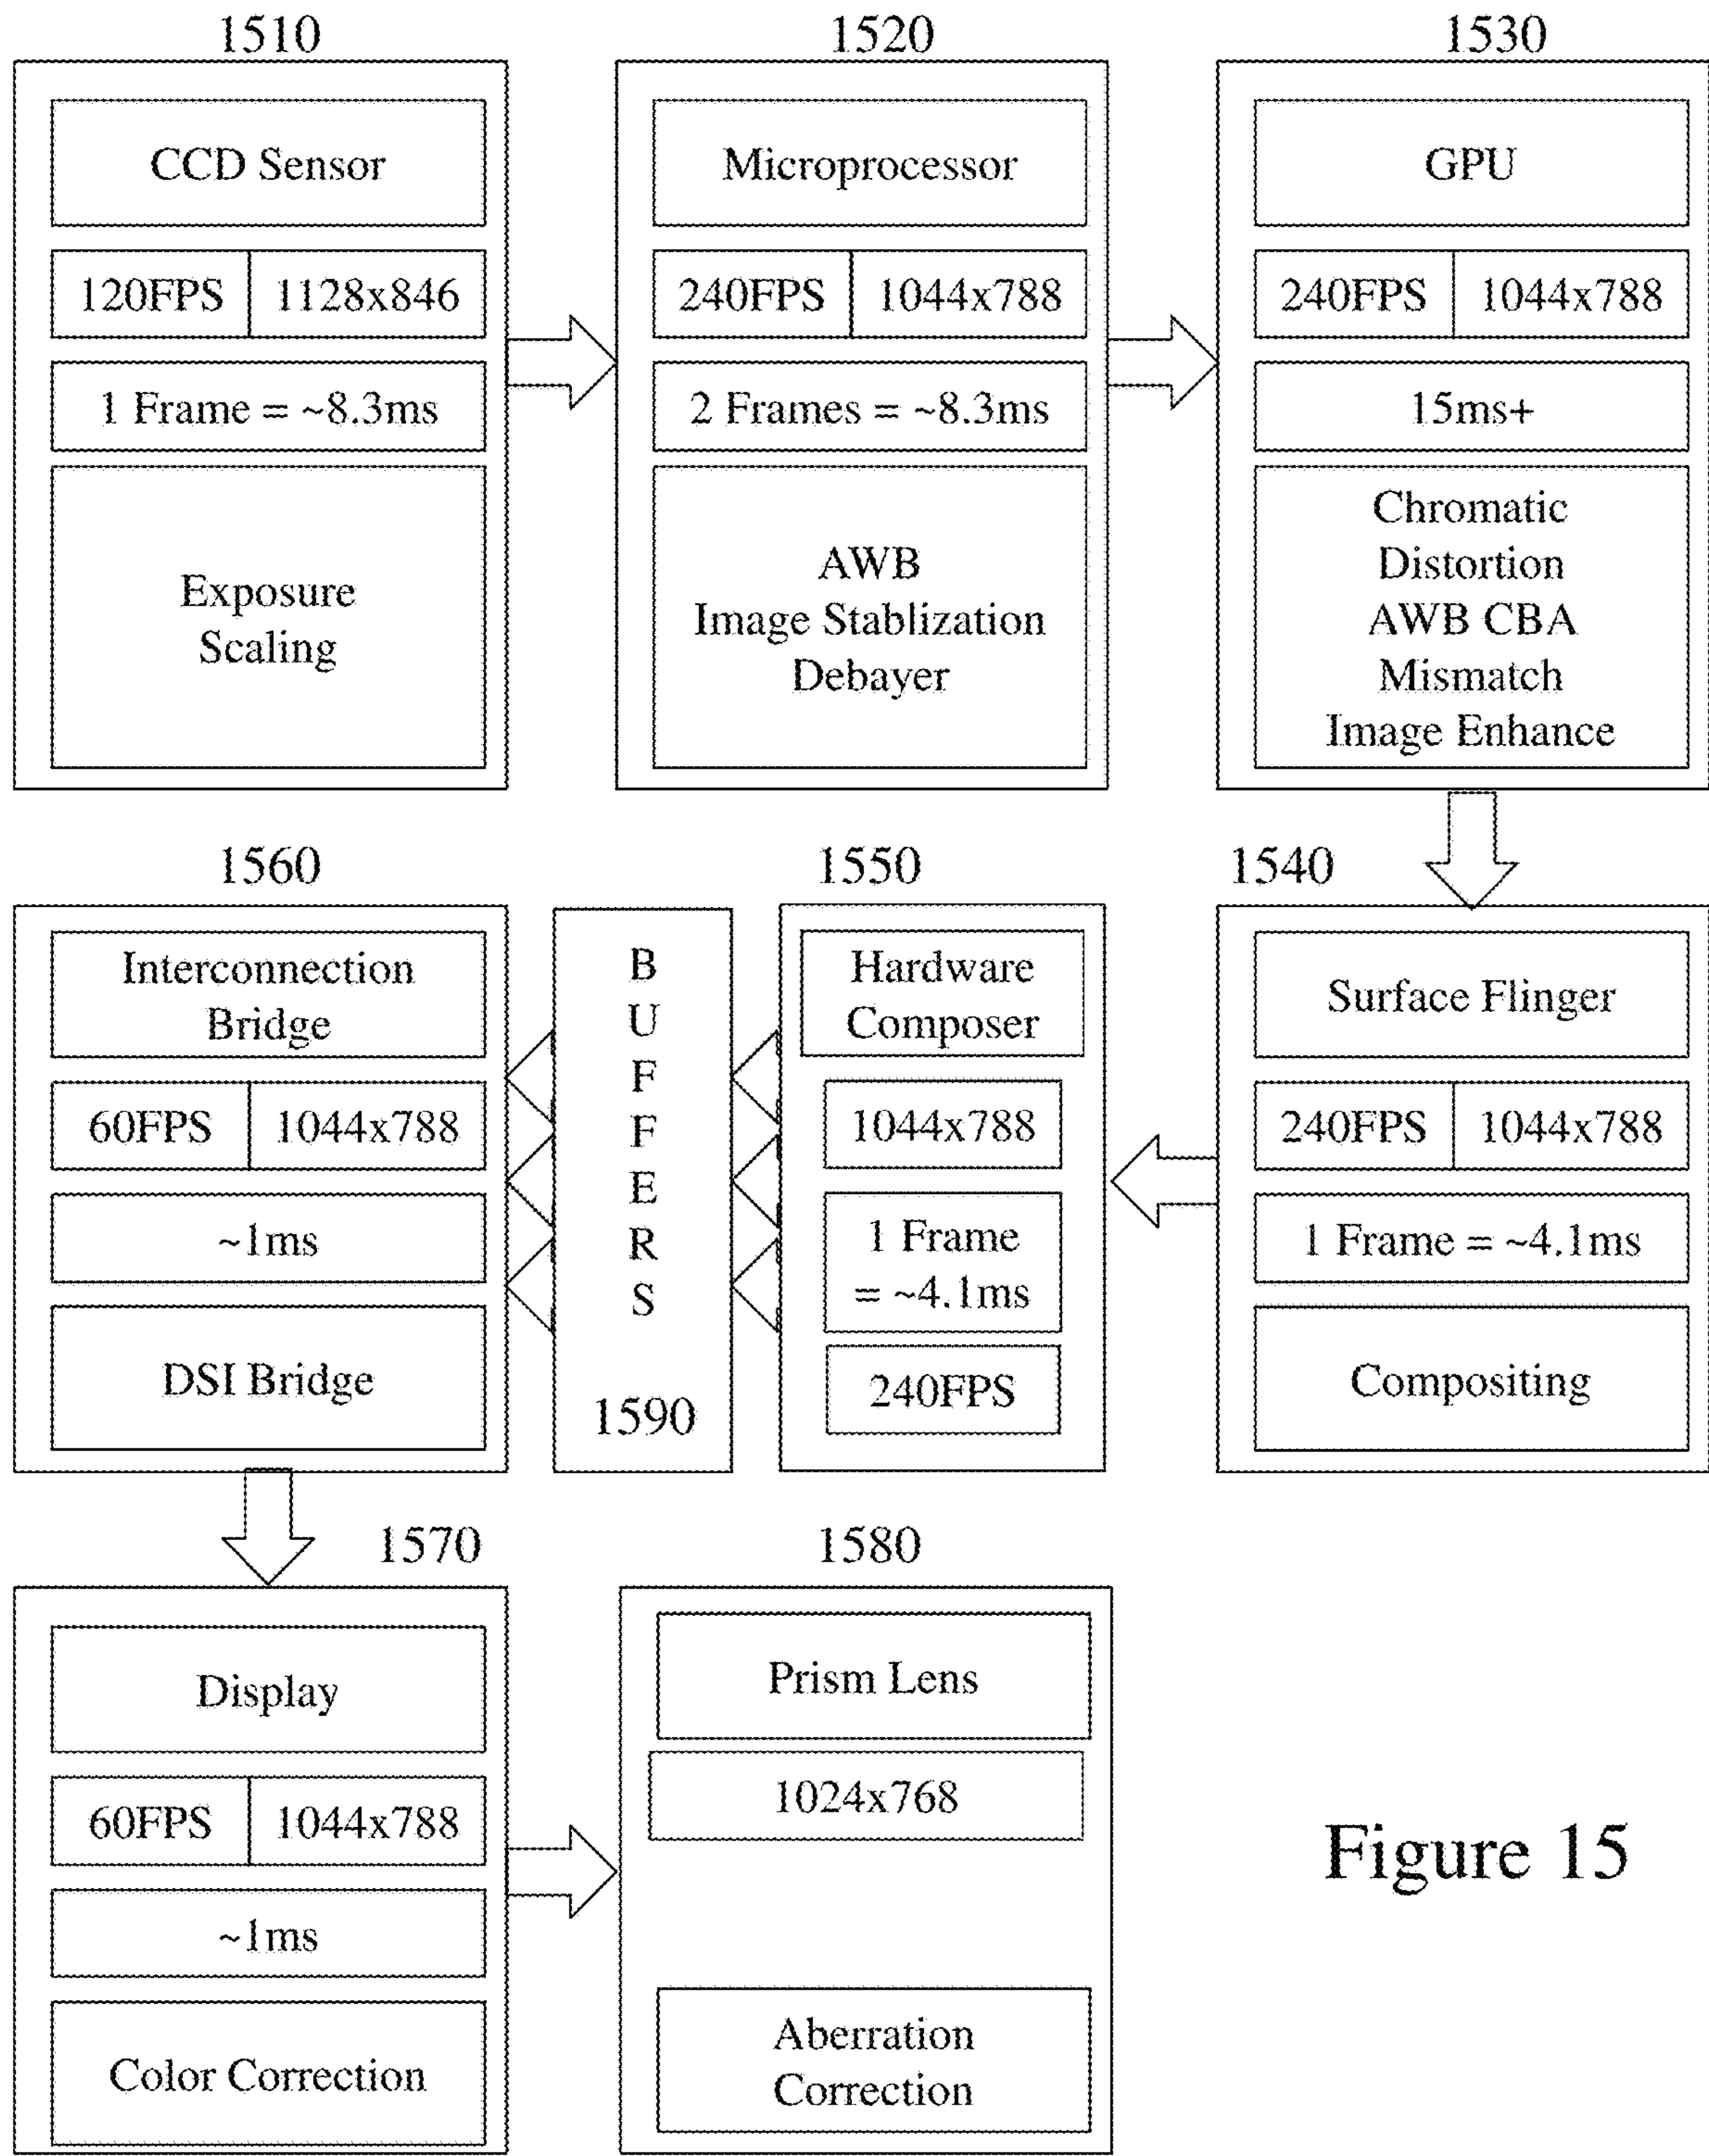 1510
CCD Sensor
120FPS
1128x846
1 Frame = ~8.3ms
Exposure
Scaling
1520
Microprocessor
240FPS
1044x788
2 Frames = ~8.3ms
AWB
Image Stablization
Debayer
1530
GPU
240FPS
1044x788
15ms+
Chromatic
Distortion
AWB CBA
Mismatch
Image Enhance
1540
Surface Flinger
240FPS
1044x788
1 Frame = ~4.1ms
Compositing
1550
Hardware
Composer
1044x788
1 Frame
= ~4.1ms
240FPS
BUFFERS
1590
1560
Interconnection
Bridge
60FPS
1044x788
~1ms
DSI Bridge
1570
Display
60FPS
1044x788
~1ms
Color Correction
1580
Prism Lens
1024x768
Aberration
Correction
Figure 15